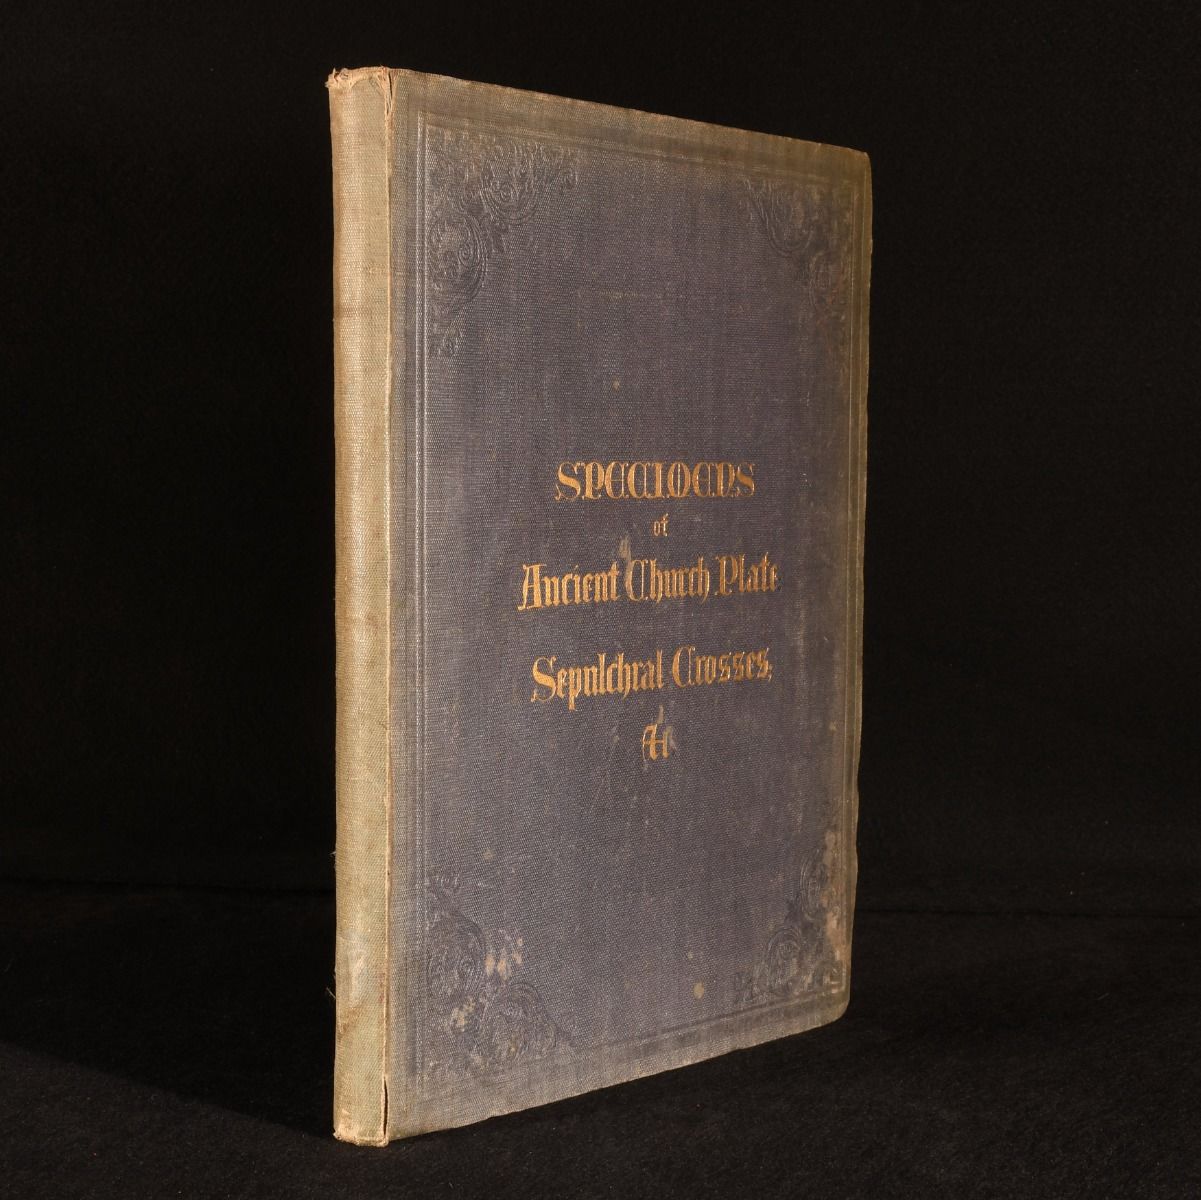 SPECIMENS
of
Ancient Church Plate
Sepulchral Crosses,